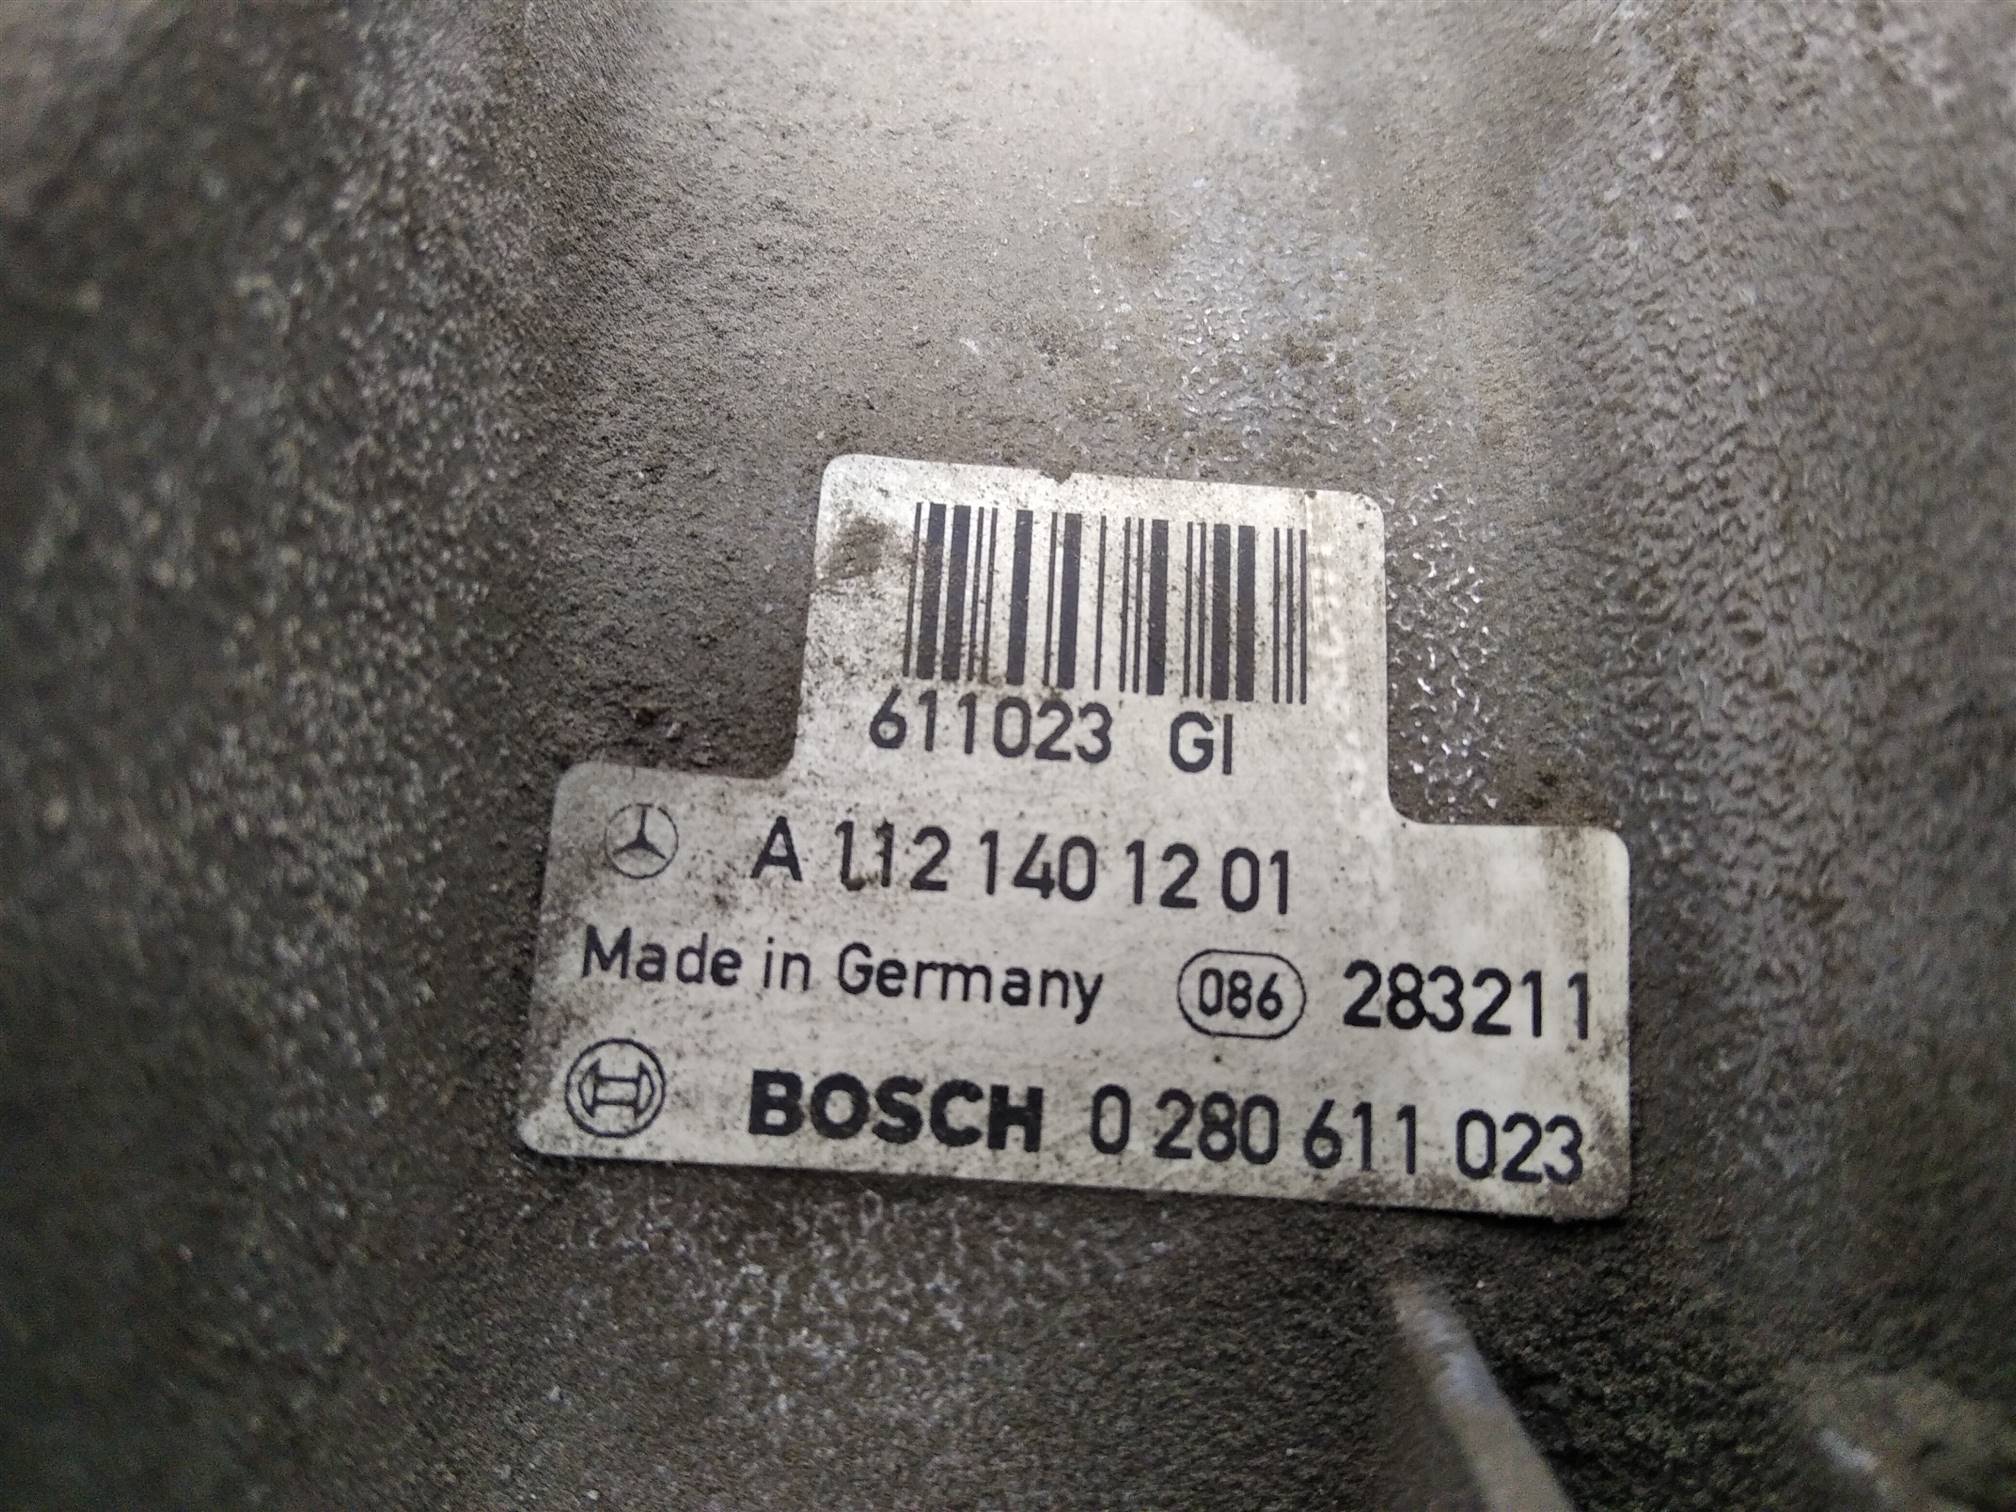 611023 GI
A 112 140 12 01
Made in Germany 086 283211
BOSCH 0 280 611 023